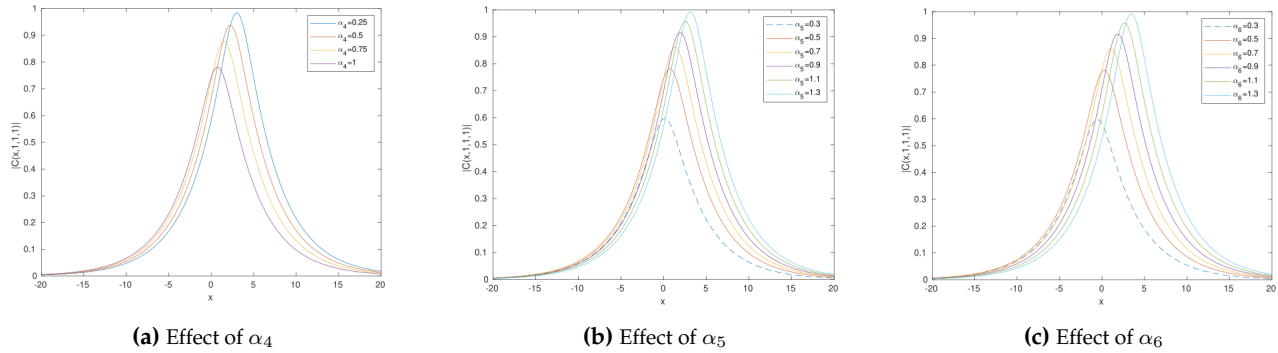 |C(x,1,1,1)|
1
0.9
0.8
0.7
0.6
0.5
0.4
0.3
0.2
0.1
0
-20 -15 -10 -5 0 5 10 15 20
x
α4=0.25
α4=0.5
α4=0.75
α4=1
(a) Effect of α4
|C(x,1,1,1)|
1
0.9
0.8
0.7
0.6
0.5
0.4
0.3
0.2
0.1
0
-20 -15 -10 -5 0 5 10 15 20
x
α5=0.3
α5=0.5
α5=0.7
α5=0.9
α5=1.1
α5=1.3
(b) Effect of α5
|C(x,1,1,1)|
1
0.9
0.8
0.7
0.6
0.5
0.4
0.3
0.2
0.1
0
-20 -15 -10 -5 0 5 10 15 20
x
α6=0.3
α6=0.5
α6=0.7
α6=0.9
α6=1.1
α6=1.3
(c) Effect of α6